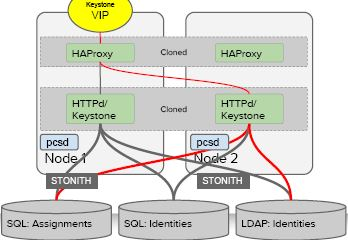 Keystone
VIP
HAProxy
Cloned
HAProxy
HTTPd/
Keystone
Cloned
HTTPd/
Keystone
pcsd
Node 1
pcsd
Node 2
STONITH
STONITH
SQL: Assignments
SQL: Identities
LDAP: Identities